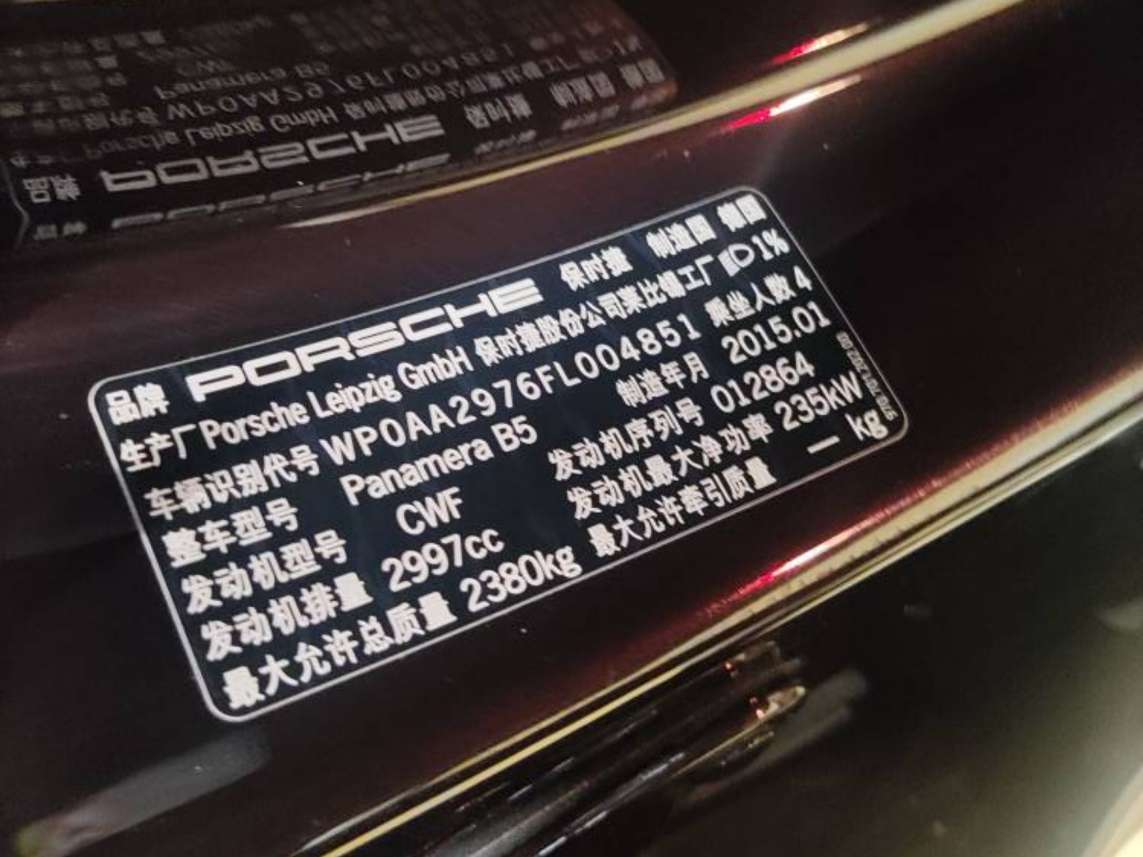 品牌 PORSCHE 保时捷 制造国 德国
生产厂 Porsche Leipzig GmbH 保时捷股份公司莱比锡工厂 1%
车辆识别代号 WP0AA2976FL004851 乘坐人数 4
整车型号 Panamera B5 制造年月 2015.01
发动机型号 CWF 发动机序列号 012864
发动机排量 2997cc 发动机最大净功率 235kW
最大允许总质量 2380kg 最大允许牵引质量 — kg